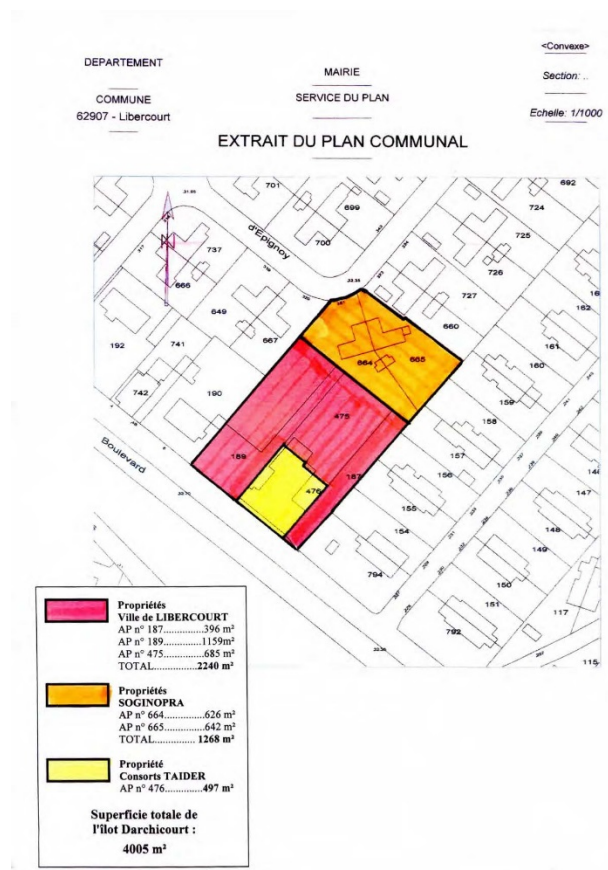 DEPARTEMENT
COMMUNE
62907 - Libercourt
MAIRIE
SERVICE DU PLAN
<Convexe>
Section: ..
Echelle: 1/1000
EXTRAIT DU PLAN COMMUNAL
701
699
700
692
724
725
726
727
737
666
649
667
d'Epignoy
192
741
742
190
664
665
660
162
161
160
159
158
157
156
155
154
475
189
187
476
Boulevard
794
792
147
148
149
150
151
117
115
Propriétés
Ville de LIBERCOURT
AP n° 187...............396 m²
AP n° 189..............1159m²
AP n° 475...............685 m²
TOTAL...............2240 m²
Propriétés
SOGINOPRA
AP n° 664...............626 m²
AP n° 665...............642 m²
TOTAL............... 1268 m²
Propriété
Consorts TAIDER
AP n° 476..............497 m²
Superficie totale de
l'îlot Darchicourt :
4005 m²